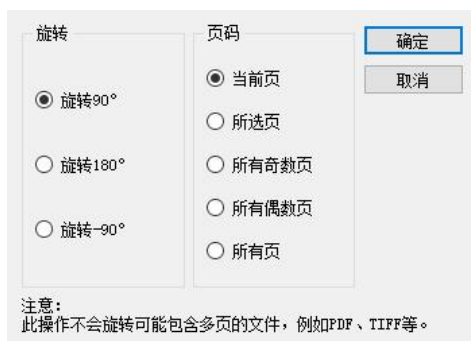 旋转
旋转90°
旋转180°
旋转-90°
页码
当前页
所选页
所有奇数页
所有偶数页
所有页
确定
取消
注意：
此操作不会旋转可能包含多页的文件，例如PDF、TIFF等。